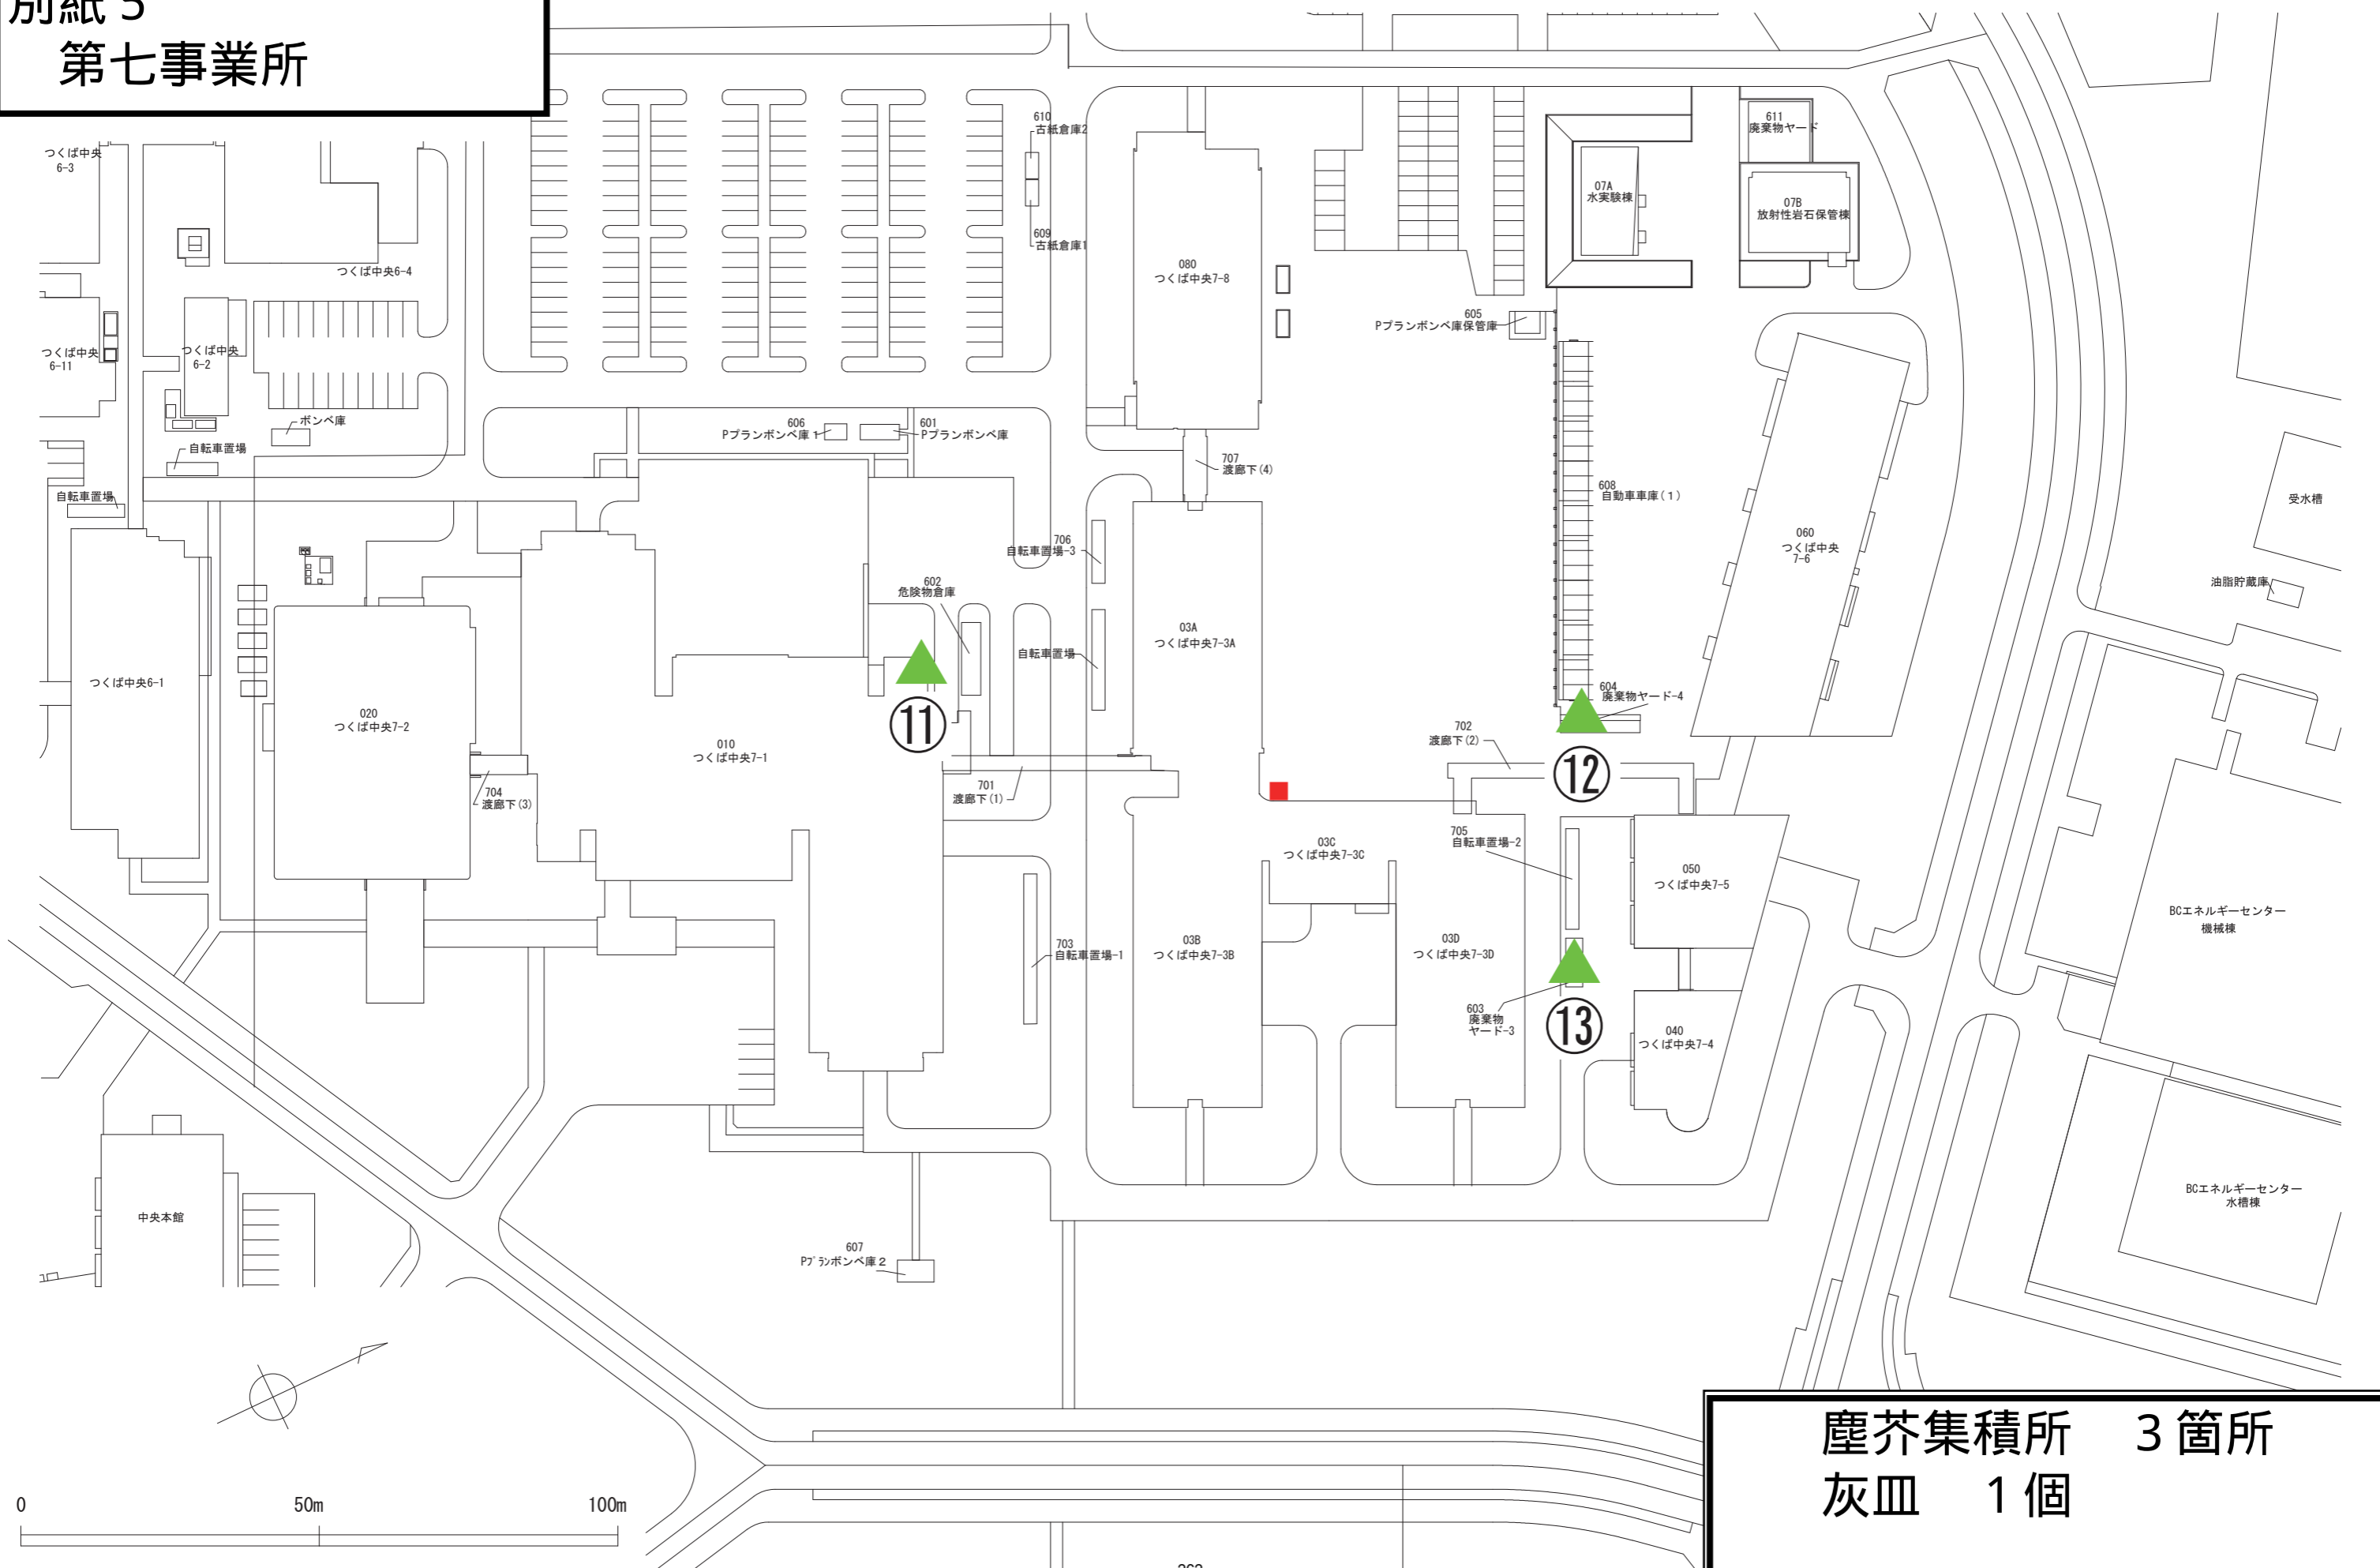 別紙5
第七事業所
つくば中央
6-3
つくば中央6-4
つくば中央
6-11
つくば中央
6-2
ボンベ庫
自転車置場
自転車置場
つくば中央6-1
610
古紙倉庫2
609
古紙倉庫1
080
つくば中央7-8
07A
水実験棟
611
廃棄物ヤード
07B
放射性岩石保管棟
605
Pプランボンベ庫保管庫
606
Pプランボンベ庫1
601
Pプランボンベ庫
707
渡廊下(4)
608
自動車車庫(1)
060
つくば中央
7-6
受水槽
油脂貯蔵庫
706
自転車置場-3
602
危険物倉庫
自転車置場
03A
つくば中央7-3A
020
つくば中央7-2
010
つくば中央7-1
⑪
604
廃棄物ヤード-4
702
渡廊下(2)
⑫
704
渡廊下(3)
701
渡廊下(1)
705
自転車置場-2
03C
つくば中央7-3C
050
つくば中央7-5
BCエネルギーセンター
機械棟
703
自転車置場-1
03B
つくば中央7-3B
03D
つくば中央7-3D
603
廃棄物
ヤード-3
⑬
040
つくば中央7-4
BCエネルギーセンター
水槽棟
中央本館
607
Pプランボンベ庫2
0 50m 100m
塵芥集積所 3箇所
灰皿 1個